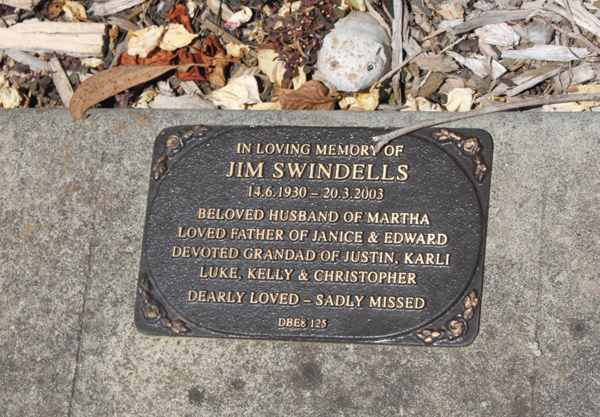 IN LOVING MEMORY OF
JIM SWINDELLS
14.6.1930 – 20.3.2003
BELOVED HUSBAND OF MARTHA
LOVED FATHER OF JANICE & EDWARD
DEVOTED GRANDAD OF JUSTIN, KARLI
LUKE, KELLY & CHRISTOPHER
DEARLY LOVED – SADLY MISSED
DBE8 125